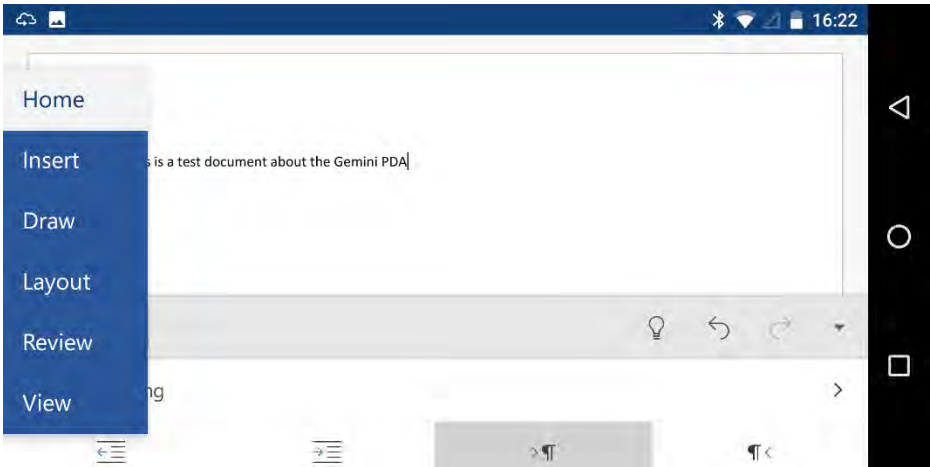 16:22
Home
Insert
s is a test document about the Gemini PDA
Draw
Layout
Review
View
ng